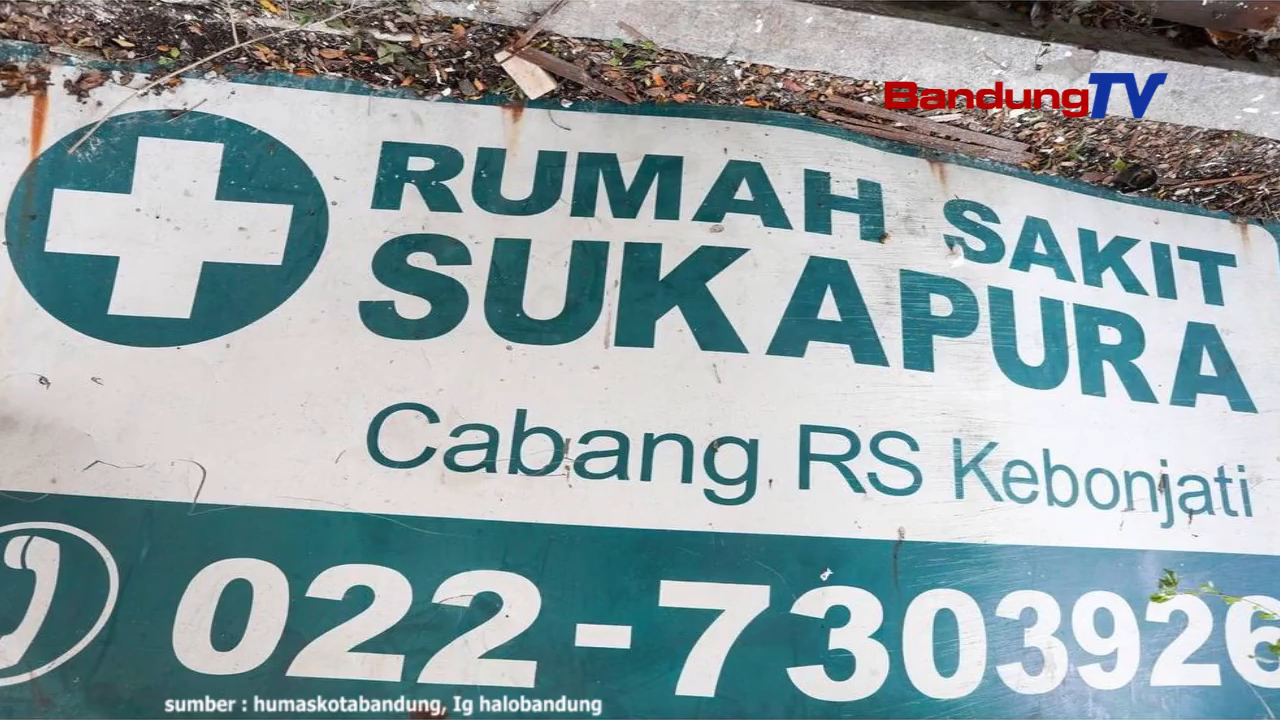 BandungTV
RUMAH SAKIT
SUKAPURA
Cabang RS Kebonjati
022-7303926
sumber : humaskotabandung, Ig halobandung